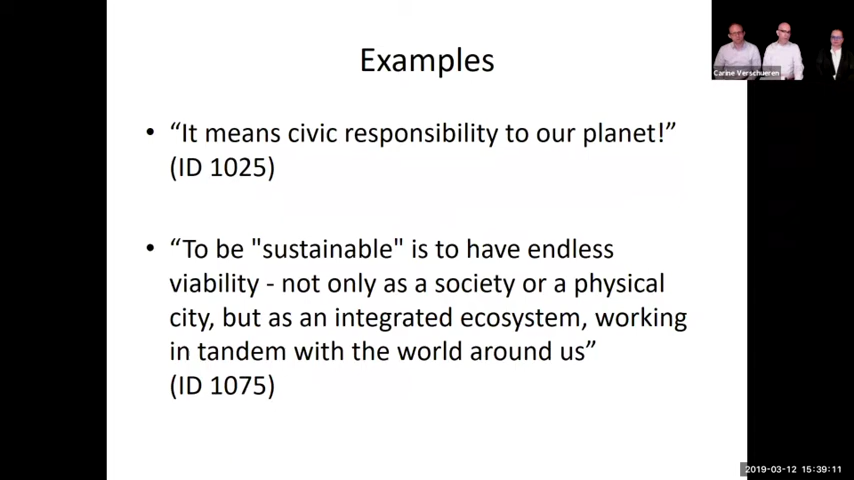 Examples
Carine Verschueren
• “It means civic responsibility to our planet!”
(ID 1025)
• “To be "sustainable" is to have endless
viability - not only as a society or a physical
city, but as an integrated ecosystem, working
in tandem with the world around us”
(ID 1075)
2019-03-12 15:39:11